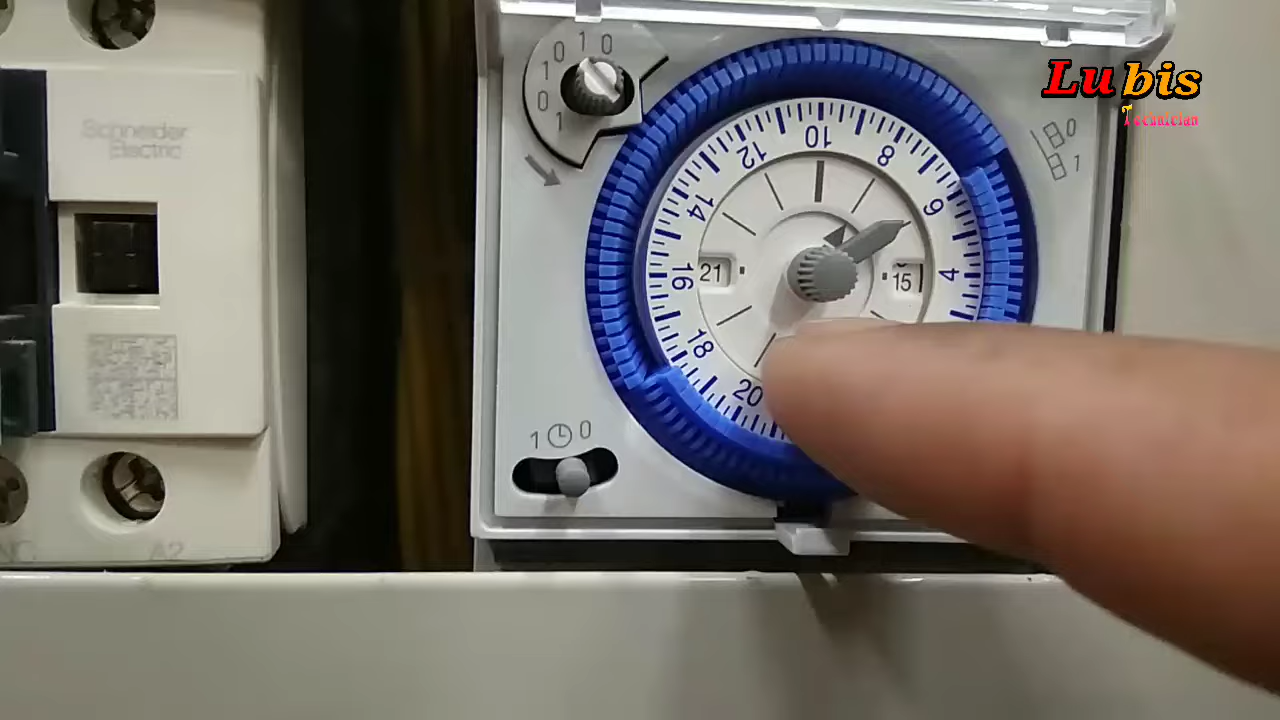 Schneider
Electric
NC
A2
0 1 0 1 0 1
12 10 8 6 4
14 16 18 20
21
15
1 0
0
1
Lubis
Technician